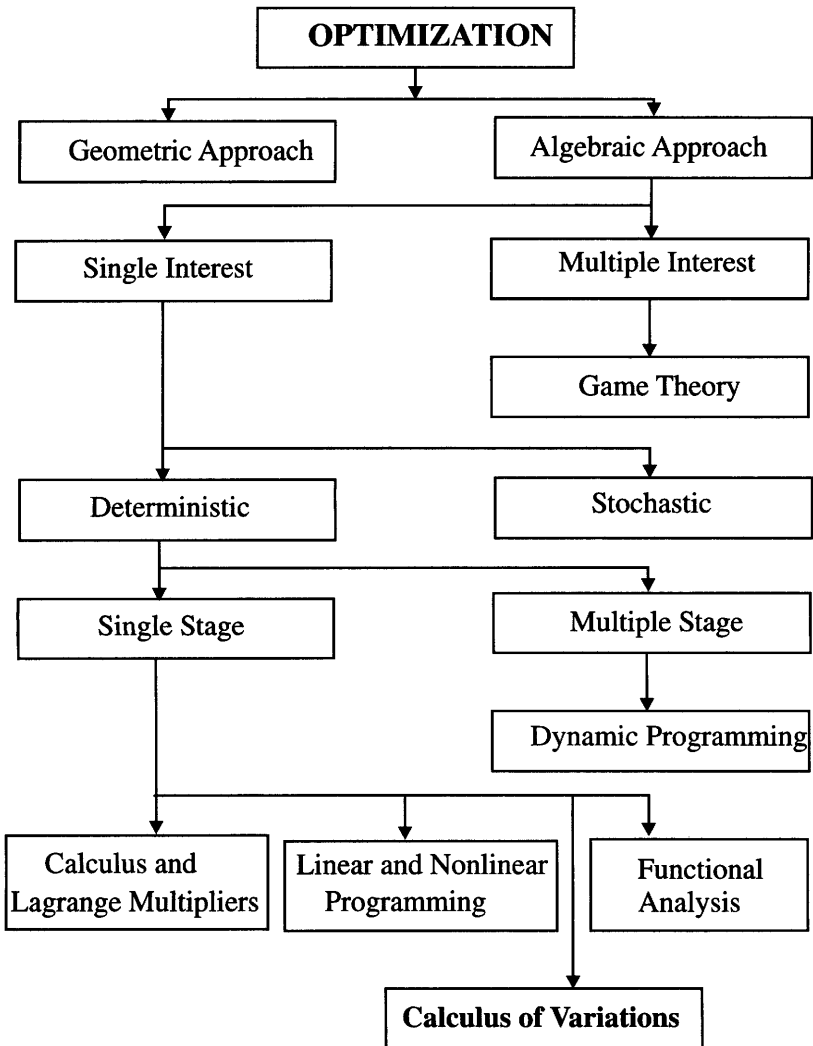 OPTIMIZATION
Geometric Approach
Algebraic Approach
Single Interest
Multiple Interest
Game Theory
Deterministic
Stochastic
Single Stage
Multiple Stage
Dynamic Programming
Calculus and
Lagrange Multipliers
Linear and Nonlinear
Programming
Functional
Analysis
Calculus of Variations